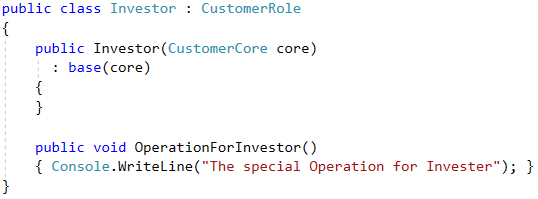 public class Investor : CustomerRole
{
    public Investor(CustomerCore core)
      : base(core)
    {
    }
    public void OperationForInvestor()
    { Console.WriteLine("The special Operation for Invester"); }
}